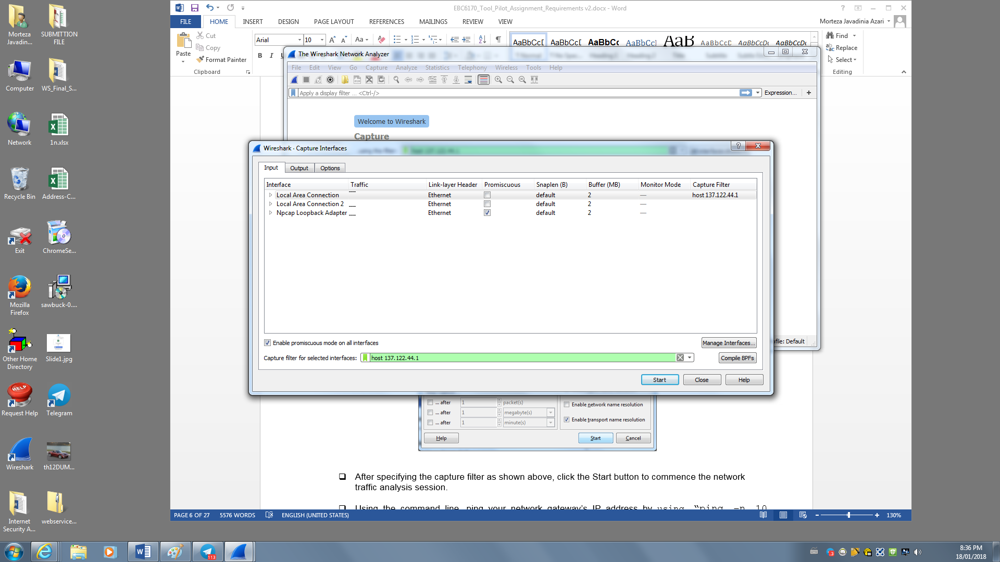 Morteza
Javadin...
SUBMITTION
FILE
Computer
WS_Final_S...
Network
1n.xlsx
Recycle Bin
Address-C...
Exit
ChromeSe...
Mozilla
Firefox
sawbuck-0....
Other Home
Directory
Slide1.jpg
HELP
Request Help
Telegram
Wireshark
th12DUM...
Internet
Security A...
webservice...
EBC6170_Tool_Pilot_Assignment_Requirements v2.docx - Word
FILE HOME INSERT DESIGN PAGE LAYOUT REFERENCES MAILINGS REVIEW VIEW
Morteza Javadinia Azari
Paste
Cut
Copy
Format Painter
Clipboard
Arial 10
Aa
B I U
AaBbCcD AaBbCcD AaBbCc AaBbCc AaB AaBbCcD AaBbCcDc AaBbCcDc
Find
Replace
Select
Editing
The Wireshark Network Analyzer
File Edit View Go Capture Analyze Statistics Telephony Wireless Tools Help
Apply a display filter ... <Ctrl-/>
Expression... +
Welcome to Wireshark
Capture
Wireshark · Capture Interfaces
Input Output Options
Interface Traffic Link-layer Header Promiscuous Snaplen (B) Buffer (MB) Monitor Mode Capture Filter
Local Area Connection Ethernet default 2 — host 137.122.44.1
Local Area Connection 2 Ethernet default 2 —
Npcap Loopback Adapter Ethernet default 2 —
Enable promiscuous mode on all interfaces
Manage Interfaces...
Capture filter for selected interfaces: host 137.122.44.1
Compile BPFs
Start Close Help
ofile: Default
... after 1 packet(s)
... after 1 megabyte(s)
... after 1 minute(s)
Enable network name resolution
Enable transport name resolution
Help Start Cancel
After specifying the capture filter as shown above, click the Start button to commence the network
traffic analysis session.
Using the command line, ping your network gateway's IP address by using "ping –n 10
PAGE 6 OF 27 5576 WORDS ENGLISH (UNITED STATES)
130%
113
3
8:36 PM
18/01/2018